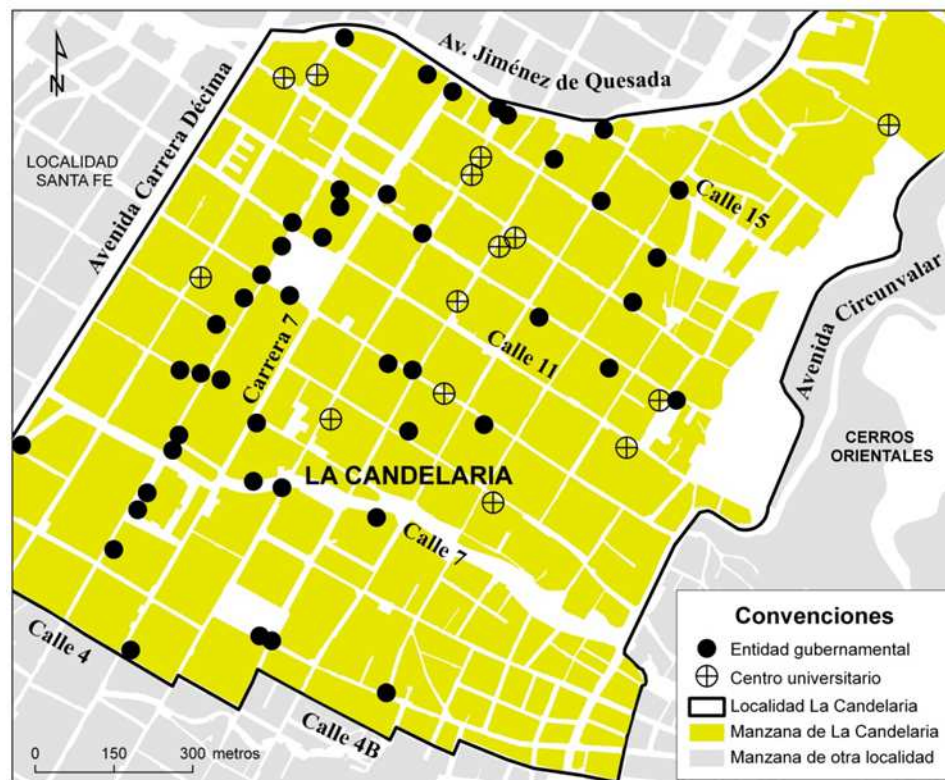 N
Av. Jiménez de Quesada
Avenida Carrera Décima
LOCALIDAD
SANTA FE
Calle 15
Avenida Circunvalar
Carrera 7
Calle 11
CERROS
ORIENTALES
LA CANDELARIA
Calle 7
Calle 4
Calle 4B
0 150 300 metros
Convenciones
Entidad gubernamental
Centro universitario
Localidad La Candelaria
Manzana de La Candelaria
Manzana de otra localidad